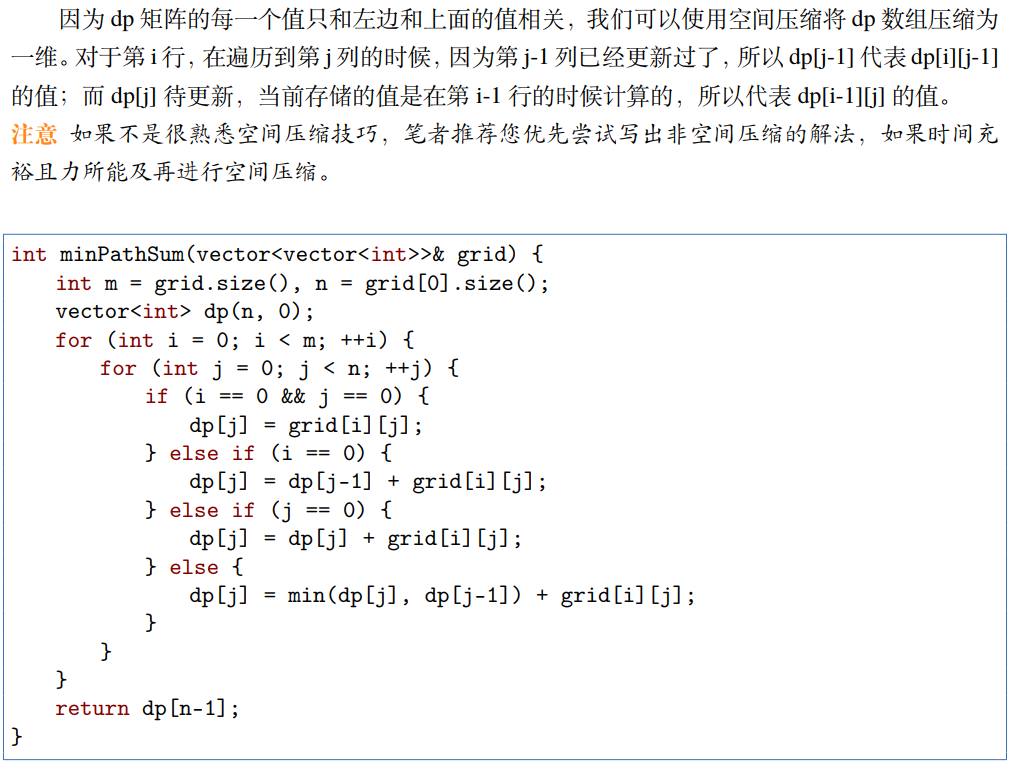 因为 dp 矩阵的每一个值只和左边和上面的值相关，我们可以使用空间压缩将 dp 数组压缩为
一维。对于第 i 行，在遍历到第 j 列的时候，因为第 j-1 列已经更新过了，所以 dp[j-1] 代表 dp[i][j-1]
的值；而 dp[j] 待更新，当前存储的值是在第 i-1 行的时候计算的，所以代表 dp[i-1][j] 的值。
注意 如果不是很熟悉空间压缩技巧，笔者推荐您优先尝试写出非空间压缩的解法，如果时间充
裕且力所能及再进行空间压缩。
int minPathSum(vector<vector<int>>& grid) {
    int m = grid.size(), n = grid[0].size();
    vector<int> dp(n, 0);
    for (int i = 0; i < m; ++i) {
        for (int j = 0; j < n; ++j) {
            if (i == 0 && j == 0) {
                dp[j] = grid[i][j];
            } else if (i == 0) {
                dp[j] = dp[j-1] + grid[i][j];
            } else if (j == 0) {
                dp[j] = dp[j] + grid[i][j];
            } else {
                dp[j] = min(dp[j], dp[j-1]) + grid[i][j];
            }
        }
    }
    return dp[n-1];
}